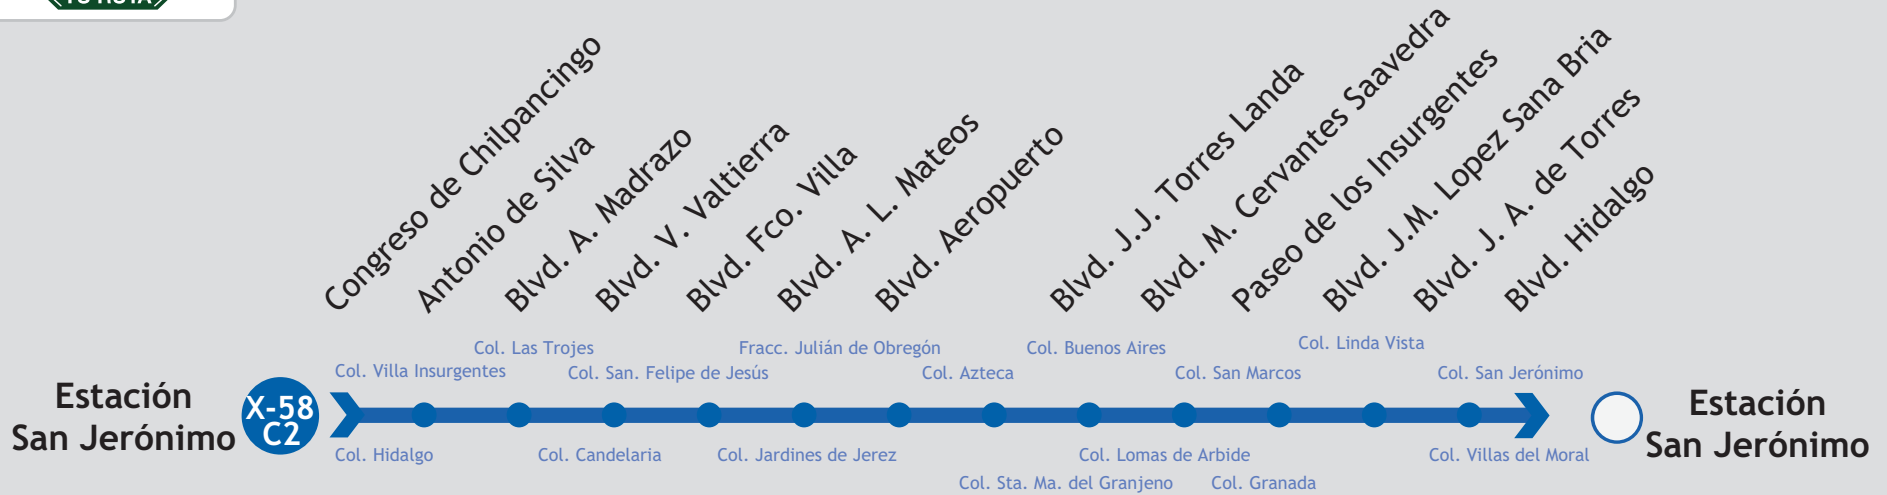 TU RUTA
Congreso de Chilpancingo
Antonio de Silva
Blvd. A. Madrazo
Blvd. V. Valtierra
Blvd. Fco. Villa
Blvd. A. L. Mateos
Blvd. Aeropuerto
Blvd. J.J. Torres Landa
Blvd. M. Cervantes Saavedra
Paseo de los Insurgentes
Blvd. J.M. Lopez Sana Bria
Blvd. J. A. de Torres
Blvd. Hidalgo
Col. Las Trojes
Fracc. Julián de Obregón
Col. Buenos Aires
Col. Linda Vista
Col. Villa Insurgentes
Col. San. Felipe de Jesús
Col. Azteca
Col. San Marcos
Col. San Jerónimo
Estación
San Jerónimo
X-58
C2
Estación
San Jerónimo
Col. Hidalgo
Col. Candelaria
Col. Jardines de Jerez
Col. Lomas de Arbide
Col. Villas del Moral
Col. Sta. Ma. del Granjeno
Col. Granada